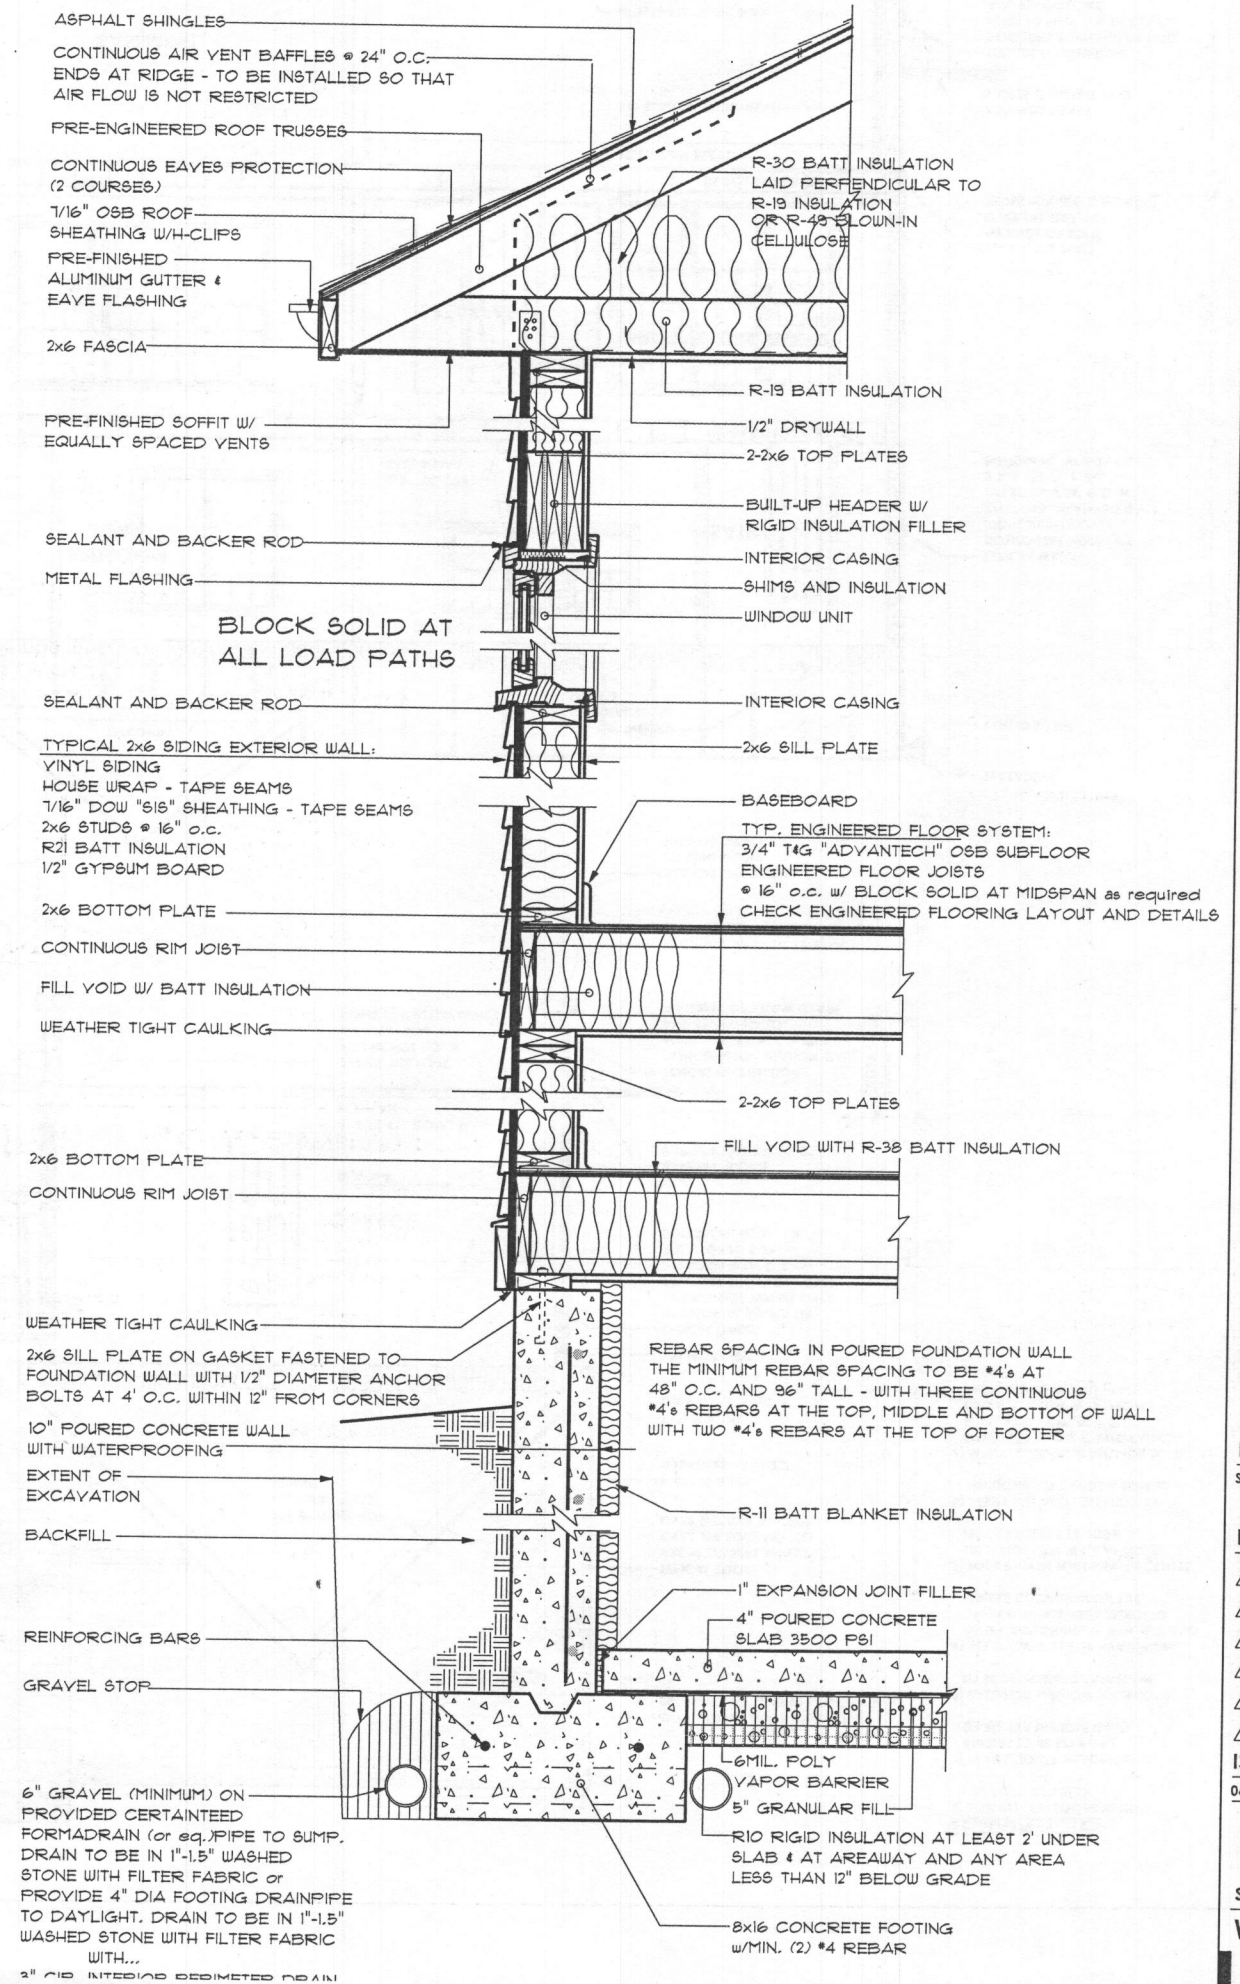 ASPHALT SHINGLES
CONTINUOUS AIR VENT BAFFLES @ 24" O.C.
ENDS AT RIDGE - TO BE INSTALLED SO THAT
AIR FLOW IS NOT RESTRICTED
PRE-ENGINEERED ROOF TRUSSES
CONTINUOUS EAVES PROTECTION
(2 COURSES)
7/16" OSB ROOF
SHEATHING W/H-CLIPS
PRE-FINISHED
ALUMINUM GUTTER &
EAVE FLASHING
2x6 FASCIA
PRE-FINISHED SOFFIT W/
EQUALLY SPACED VENTS
SEALANT AND BACKER ROD
METAL FLASHING
BLOCK SOLID AT
ALL LOAD PATHS
SEALANT AND BACKER ROD
TYPICAL 2x6 SIDING EXTERIOR WALL:
VINYL SIDING
HOUSE WRAP - TAPE SEAMS
7/16" DOW "SIS" SHEATHING - TAPE SEAMS
2x6 STUDS @ 16" o.c.
R21 BATT INSULATION
1/2" GYPSUM BOARD
2x6 BOTTOM PLATE
CONTINUOUS RIM JOIST
FILL VOID W/ BATT INSULATION
WEATHER TIGHT CAULKING
2x6 BOTTOM PLATE
CONTINUOUS RIM JOIST
WEATHER TIGHT CAULKING
2x6 SILL PLATE ON GASKET FASTENED TO
FOUNDATION WALL WITH 1/2" DIAMETER ANCHOR
BOLTS AT 4' O.C. WITHIN 12" FROM CORNERS
10" POURED CONCRETE WALL
WITH WATERPROOFING
EXTENT OF
EXCAVATION
BACKFILL
REINFORCING BARS
GRAVEL STOP
6" GRAVEL (MINIMUM) ON
PROVIDED CERTAINTEED
FORMADRAIN (or eq.)PIPE TO SUMP.
DRAIN TO BE IN 1"-1.5" WASHED
STONE WITH FILTER FABRIC or
PROVIDE 4" DIA FOOTING DRAINPIPE
TO DAYLIGHT. DRAIN TO BE IN 1"-1.5"
WASHED STONE WITH FILTER FABRIC
WITH...
3" CIP. INTERIOR PERIMETER DRAIN
R-30 BATT INSULATION
LAID PERPENDICULAR TO
R-19 INSULATION
OR R-49 BLOWN-IN
CELLULOSE
R-19 BATT INSULATION
1/2" DRYWALL
2-2x6 TOP PLATES
BUILT-UP HEADER W/
RIGID INSULATION FILLER
INTERIOR CASING
SHIMS AND INSULATION
WINDOW UNIT
INTERIOR CASING
2x6 SILL PLATE
BASEBOARD
TYP. ENGINEERED FLOOR SYSTEM:
3/4" T&G "ADVANTECH" OSB SUBFLOOR
ENGINEERED FLOOR JOISTS
@ 16" o.c. w/ BLOCK SOLID AT MIDSPAN as required
CHECK ENGINEERED FLOORING LAYOUT AND DETAILS
2-2x6 TOP PLATES
FILL VOID WITH R-38 BATT INSULATION
REBAR SPACING IN POURED FOUNDATION WALL
THE MINIMUM REBAR SPACING TO BE #4's AT
48" O.C. AND 96" TALL - WITH THREE CONTINUOUS
#4's REBARS AT THE TOP, MIDDLE AND BOTTOM OF WALL
WITH TWO #4's REBARS AT THE TOP OF FOOTER
R-11 BATT BLANKET INSULATION
1" EXPANSION JOINT FILLER
4" POURED CONCRETE
SLAB 3500 PSI
6MIL. POLY
VAPOR BARRIER
5" GRANULAR FILL
R10 RIGID INSULATION AT LEAST 2' UNDER
SLAB & AT AREAWAY AND ANY AREA
LESS THAN 12" BELOW GRADE
8x16 CONCRETE FOOTING
w/MIN. (2) #4 REBAR